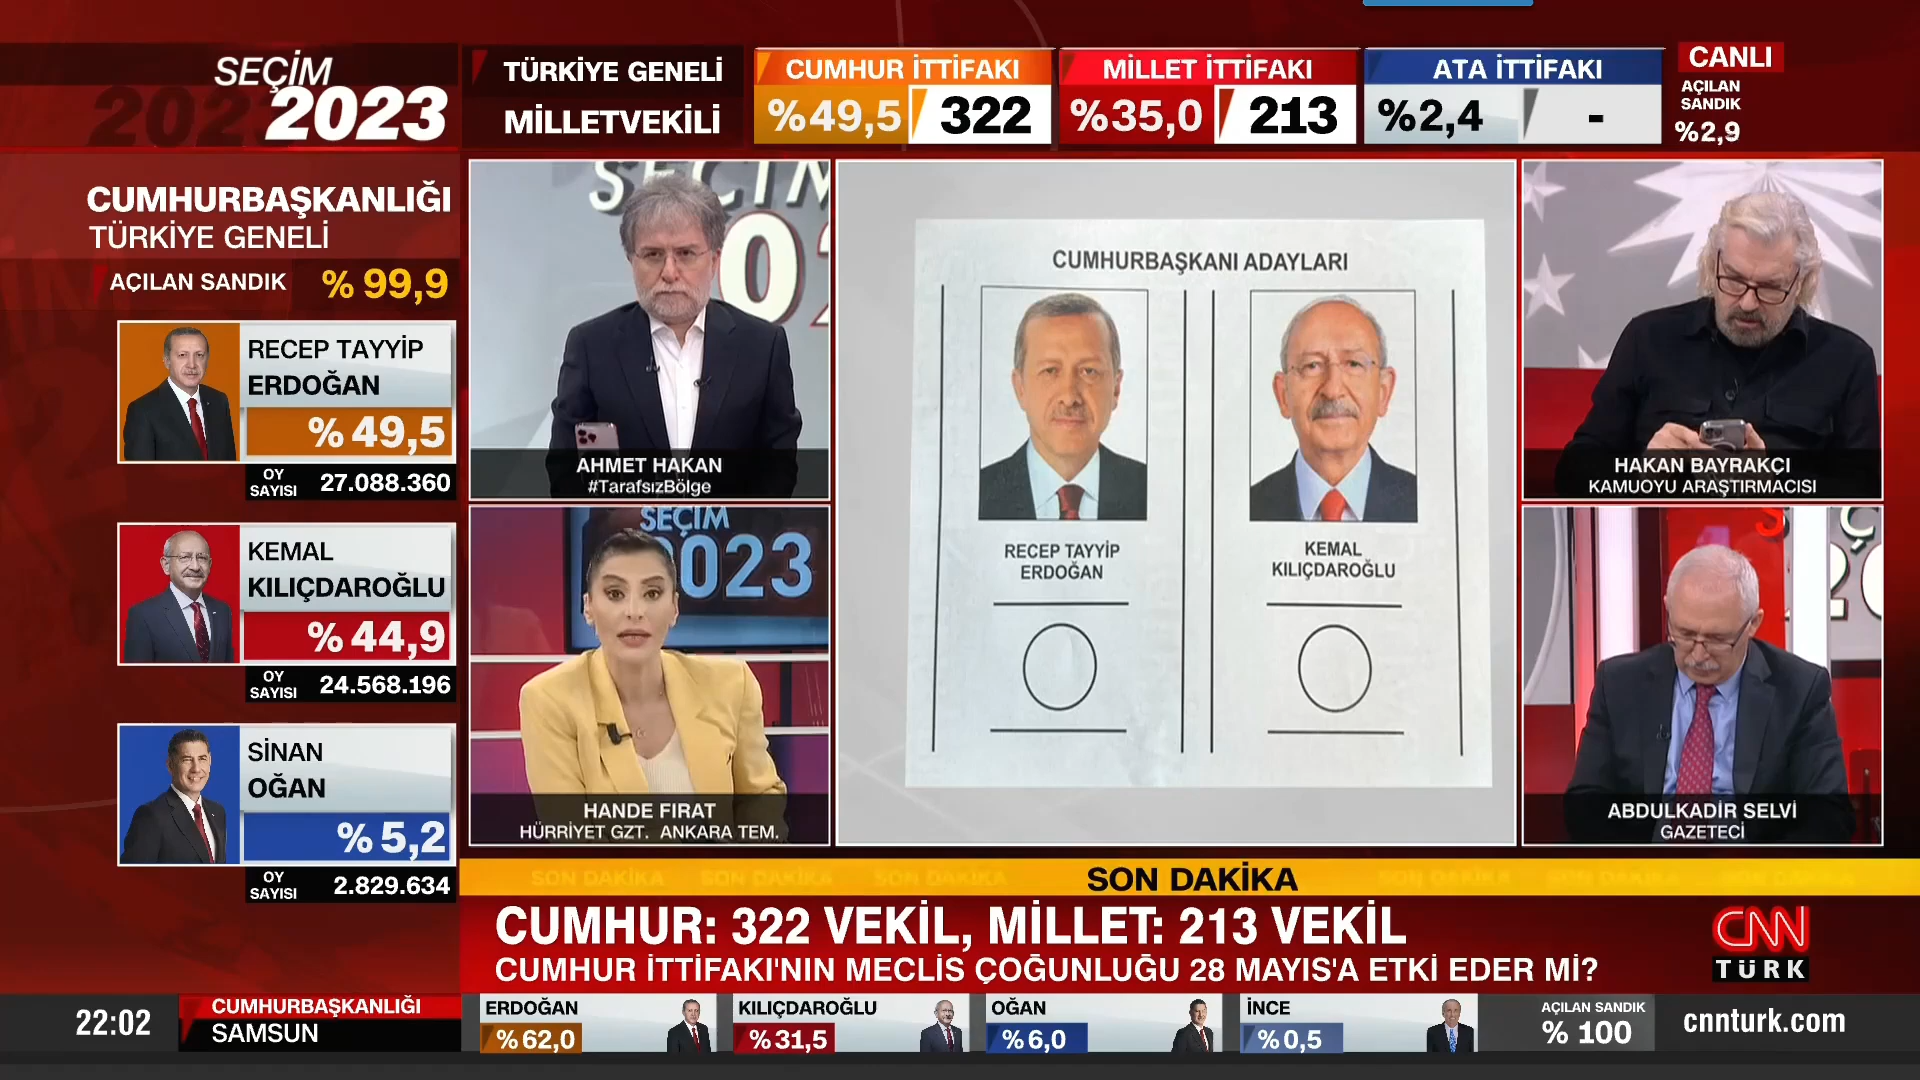 SEÇİM
2023
TÜRKİYE GENELİ
MİLLETVEKİLİ
CUMHUR İTTİFAKI
%49,5 322
MİLLET İTTİFAKI
%35,0 213
ATA İTTİFAKI
%2,4 -
CANLI
AÇILAN
SANDIK
%2,9
CUMHURBAŞKANLIĞI
TÜRKİYE GENELİ
AÇILAN SANDIK % 99,9
RECEP TAYYİP
ERDOĞAN
% 49,5
OY
SAYISI 27.088.360
KEMAL
KILIÇDAROĞLU
% 44,9
OY
SAYISI 24.568.196
SİNAN
OĞAN
% 5,2
OY
SAYISI 2.829.634
SEÇİM
AHMET HAKAN
#TarafsızBölge
SEÇİM
2023
HANDE FIRAT
HÜRRİYET GZT. ANKARA TEM.
CUMHURBAŞKANI ADAYLARI
RECEP TAYYİP
ERDOĞAN
KEMAL
KILIÇDAROĞLU
HAKAN BAYRAKÇI
KAMUOYU ARAŞTIRMACISI
ABDULKADİR SELVİ
GAZETECİ
SON DAKİKA
CUMHUR: 322 VEKİL, MİLLET: 213 VEKİL
CUMHUR İTTİFAKI'NIN MECLİS ÇOĞUNLUĞU 28 MAYIS'A ETKİ EDER Mİ?
CNN
TÜRK
22:02
CUMHURBAŞKANLIĞI
SAMSUN
ERDOĞAN
% 62,0
KILIÇDAROĞLU
% 31,5
OĞAN
% 6,0
İNCE
% 0,5
AÇILAN SANDIK
% 100
cnnturk.com